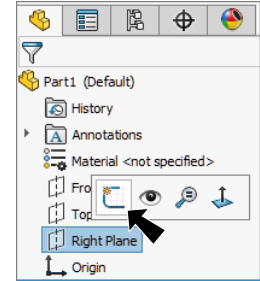 Part1 (Default)
History
Annotations
Material <not specified>
Fro
Top
Right Plane
Origin